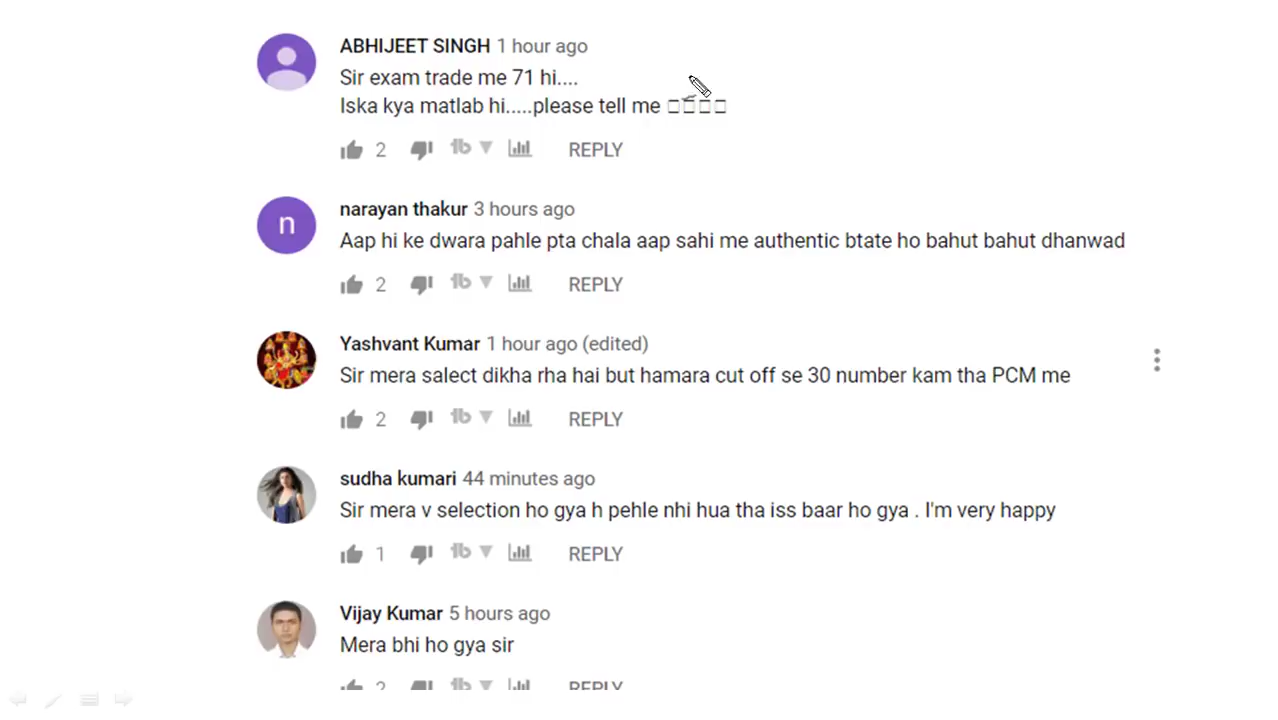 ABHIJEET SINGH 1 hour ago
Sir exam trade me 71 hi....
Iska kya matlab hi.....please tell me
2 REPLY
narayan thakur 3 hours ago
Aap hi ke dwara pahle pta chala aap sahi me authentic btate ho bahut bahut dhanwad
2 REPLY
Yashvant Kumar 1 hour ago (edited)
Sir mera salect dikha rha hai but hamara cut off se 30 number kam tha PCM me
2 REPLY
sudha kumari 44 minutes ago
Sir mera v selection ho gya h pehle nhi hua tha iss baar ho gya . I'm very happy
1 REPLY
Vijay Kumar 5 hours ago
Mera bhi ho gya sir
2 REPLY